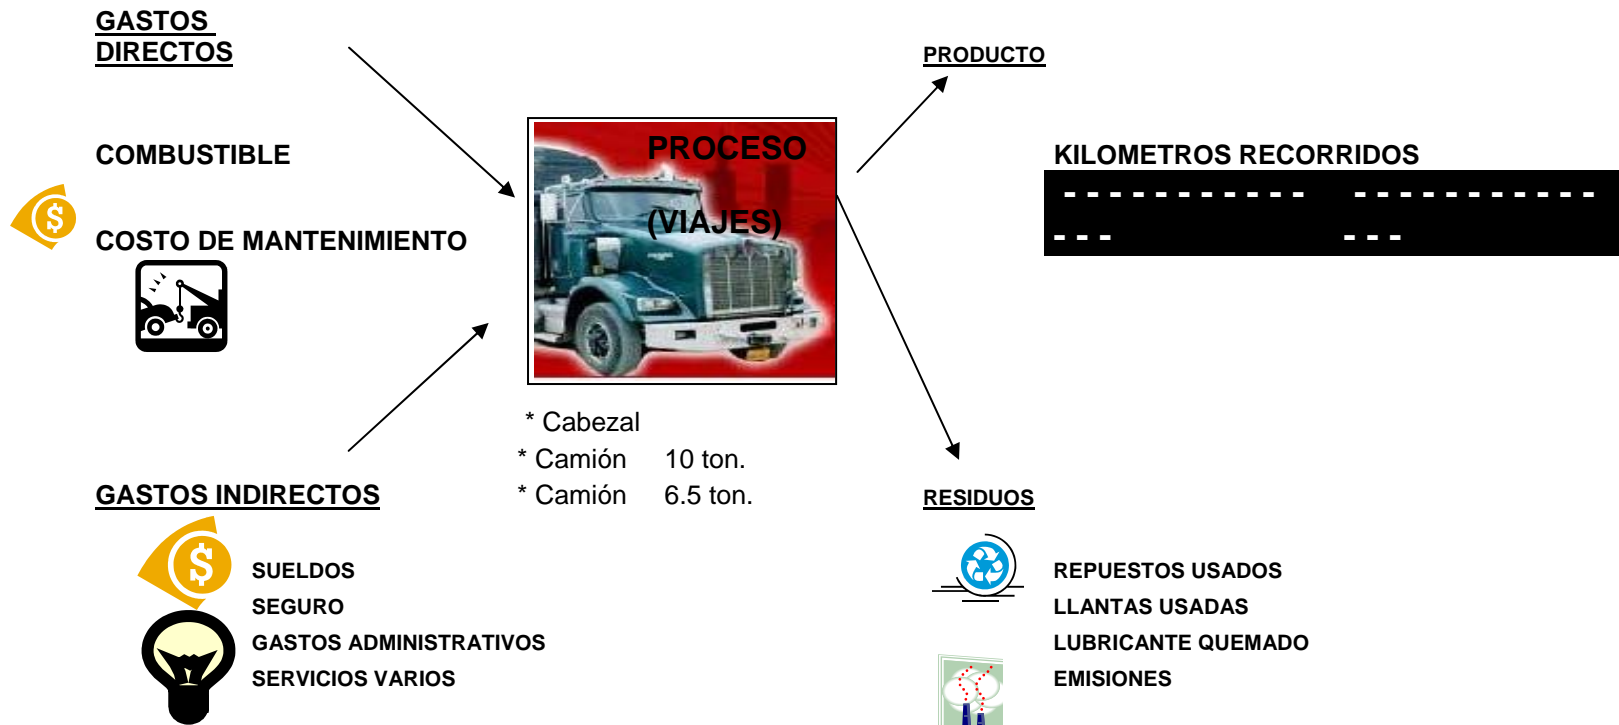 GASTOS
DIRECTOS
COMBUSTIBLE
COSTO DE MANTENIMIENTO
GASTOS INDIRECTOS
SUELDOS
SEGURO
GASTOS ADMINISTRATIVOS
SERVICIOS VARIOS
PROCESO
(VIAJES)
* Cabezal
* Camión 10 ton.
* Camión 6.5 ton.
PRODUCTO
KILOMETROS RECORRIDOS
- - - - - - - - - - - - - - - - - - - - - -
- - - - - -
RESIDUOS
REPUESTOS USADOS
LLANTAS USADAS
LUBRICANTE QUEMADO
EMISIONES